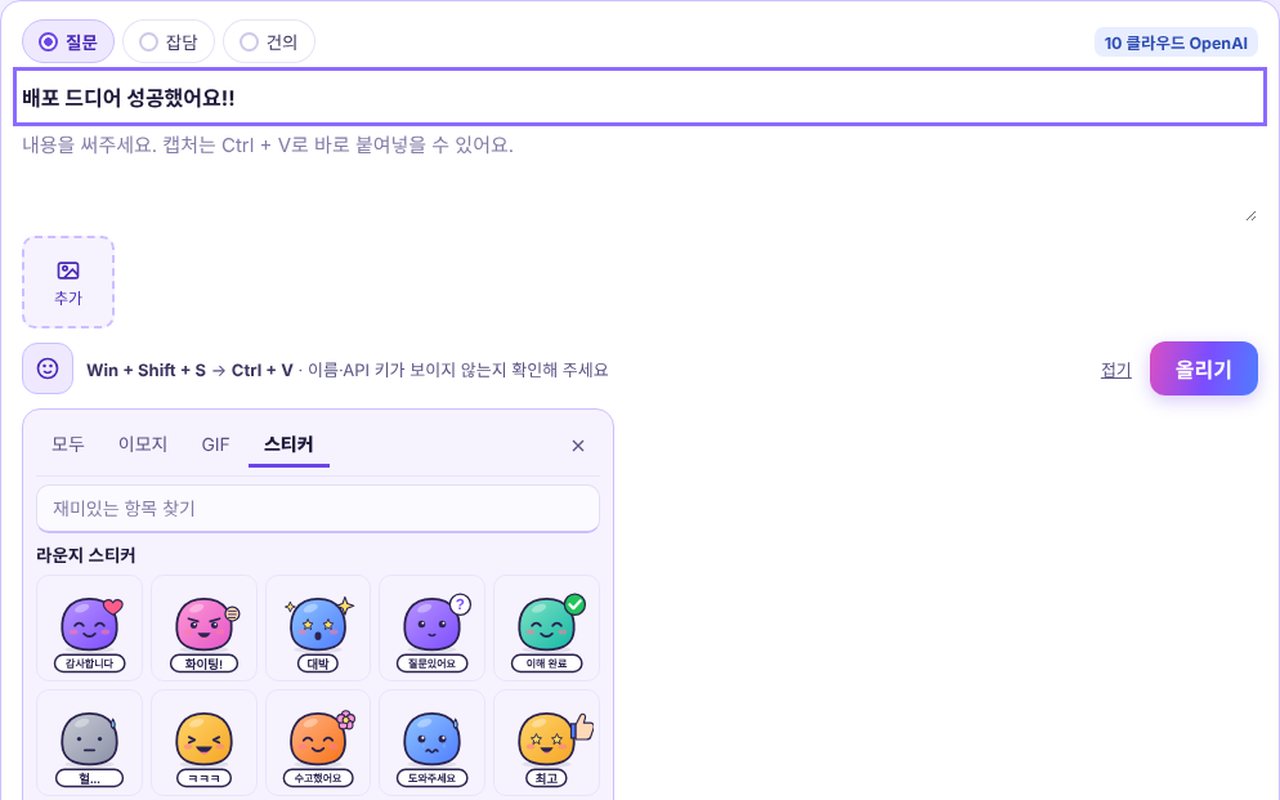 질문
잡담
건의
10 클라우드 OpenAI
배포 드디어 성공했어요!!
내용을 써주세요. 캡처는 Ctrl + V로 바로 붙여넣을 수 있어요.
추가
Win + Shift + S → Ctrl + V · 이름·API 키가 보이지 않는지 확인해 주세요
접기
올리기
모두
이모지
GIF
스티커
×
재미있는 항목 찾기
라운지 스티커
?
감사합니다
화이팅!
대박
질문있어요
이해 완료
헐...
ㅋㅋㅋ
수고했어요
도와주세요
최고